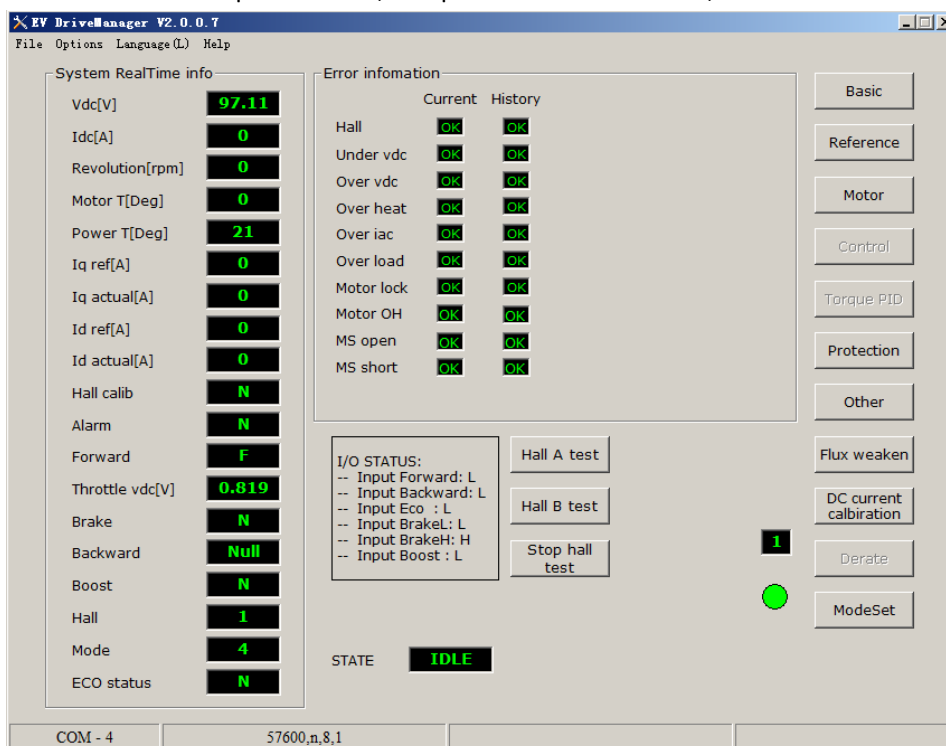 EV DriveManager V2.0.0.7
File Options Language(L) Help
System RealTime info
Vdc[V] 97.11
Idc[A] 0
Revolution[rpm] 0
Motor T[Deg] 0
Power T[Deg] 21
Iq ref[A] 0
Iq actual[A] 0
Id ref[A] 0
Id actual[A] 0
Hall calib N
Alarm N
Forward F
Throttle vdc[V] 0.819
Brake N
Backward Null
Boost N
Hall 1
Mode 4
ECO status N
Error infomation
Current History
Hall OK OK
Under vdc OK OK
Over vdc OK OK
Over heat OK OK
Over iac OK OK
Over load OK OK
Motor lock OK OK
Motor OH OK OK
MS open OK OK
MS short OK OK
I/O STATUS:
-- Input Forward: L
-- Input Backward: L
-- Input Eco : L
-- Input BrakeL: L
-- Input BrakeH: H
-- Input Boost : L
Hall A test
Hall B test
Stop hall
test
STATE IDLE
1
Basic
Reference
Motor
Control
Torque PID
Protection
Other
Flux weaken
DC current
calbiration
Derate
ModeSet
COM - 4 57600,n,8,1